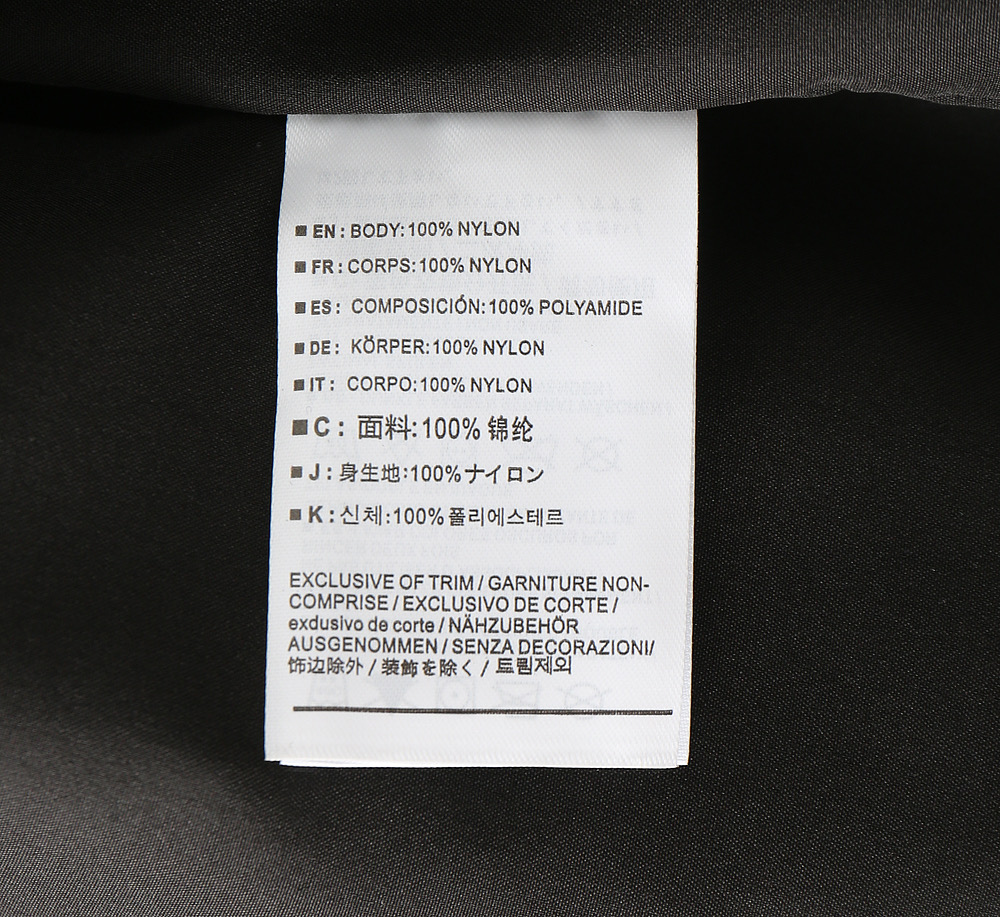 ■ EN : BODY:100% NYLON
■ FR : CORPS:100% NYLON
■ ES : COMPOSICIÓN:100% POLYAMIDE
■ DE : KÖRPER:100% NYLON
■ IT : CORPO:100% NYLON
■ C : 面料:100% 锦纶
■ J : 身生地:100%ナイロン
■ K : 신체:100%폴리에스테르
EXCLUSIVE OF TRIM / GARNITURE NON-
COMPRISE / EXCLUSIVO DE CORTE /
exdusivo de corte / NÄHZUBEHÖR
AUSGENOMMEN / SENZA DECORAZIONI/
饰边除外 / 装飾を除く / 트림제외